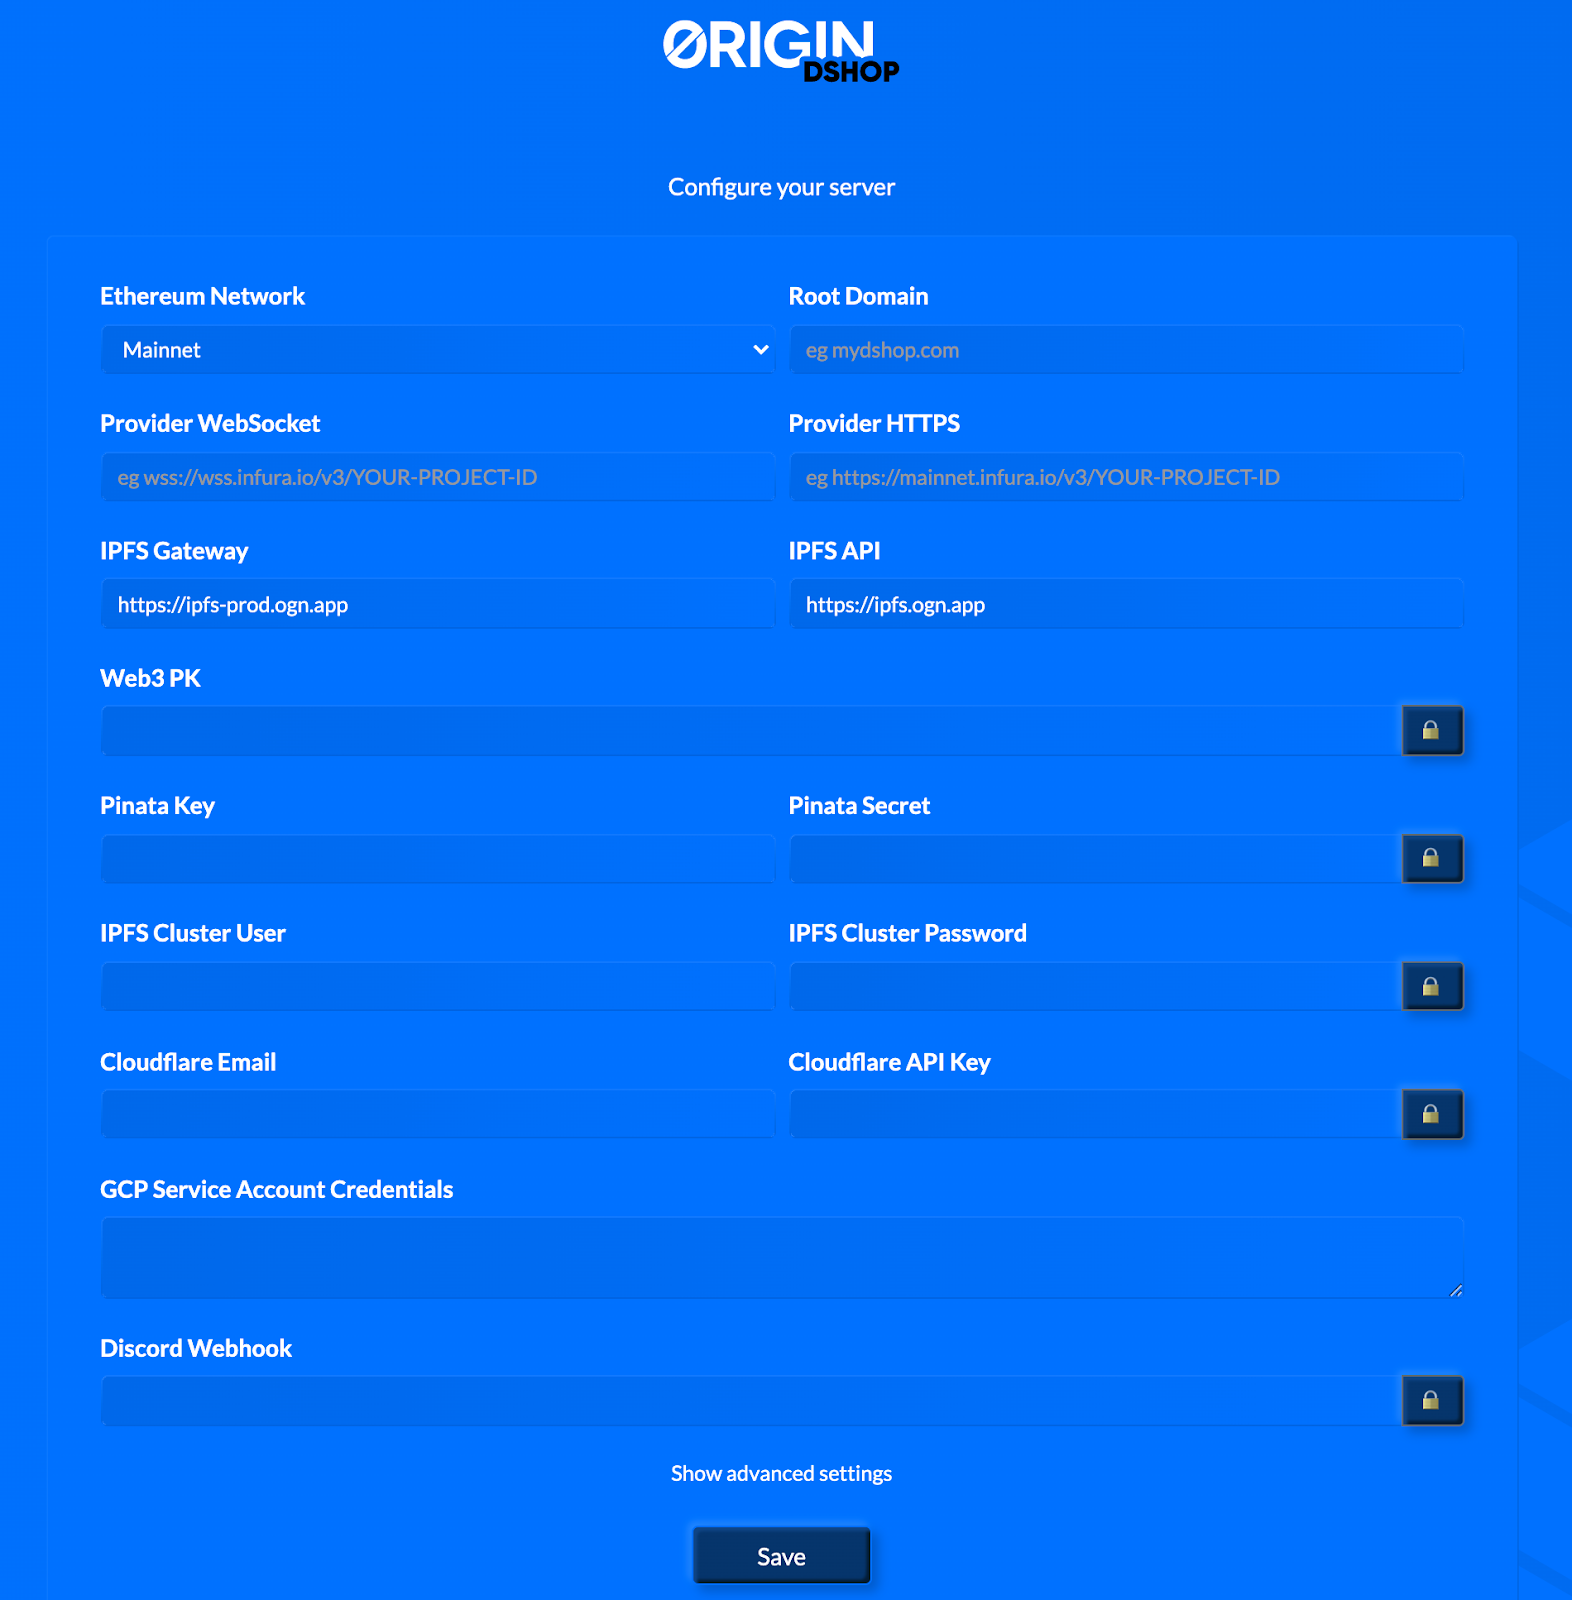 ORIGIN
DSHOP
Configure your server
Ethereum Network
Root Domain
Mainnet
eg mydshop.com
Provider WebSocket
Provider HTTPS
eg wss://wss.infura.io/v3/YOUR-PROJECT-ID
eg https://mainnet.infura.io/v3/YOUR-PROJECT-ID
IPFS Gateway
IPFS API
https://ipfs-prod.ogn.app
https://ipfs.ogn.app
Web3 PK
Pinata Key
Pinata Secret
IPFS Cluster User
IPFS Cluster Password
Cloudflare Email
Cloudflare API Key
GCP Service Account Credentials
Discord Webhook
Show advanced settings
Save